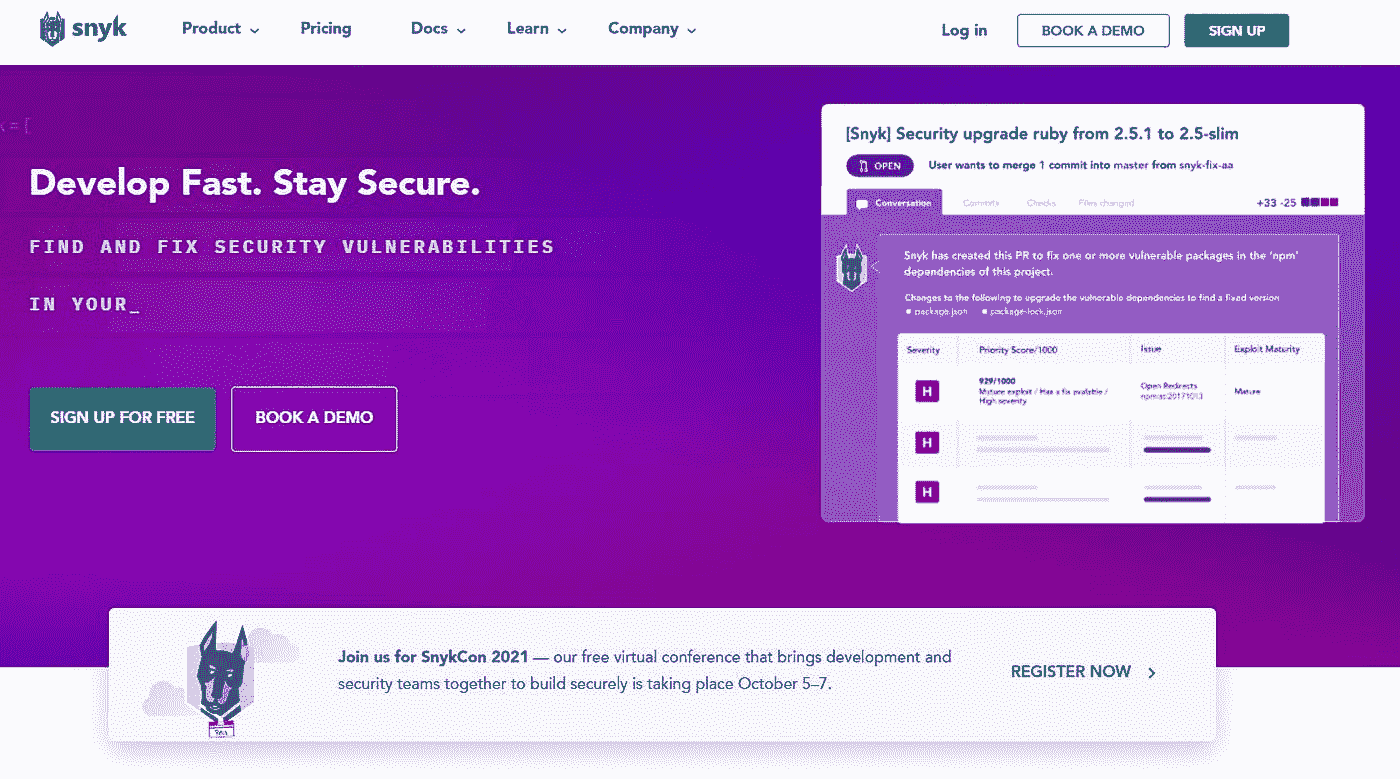 snyk
Product
Pricing
Docs
Learn
Company
Log in
BOOK A DEMO
SIGN UP
Develop Fast. Stay Secure.
FIND AND FIX SECURITY VULNERABILITIES
IN YOUR_
SIGN UP FOR FREE
BOOK A DEMO
[Snyk] Security upgrade ruby from 2.5.1 to 2.5-slim
OPEN
User wants to merge 1 commit into master from snyk-fix-aa
Conversation
Commits
Checks
Files changed
+33 -25
Snyk has created this PR to fix one or more vulnerable packages in the 'npm'
dependencies of this project.
Changes to the following to upgrade the vulnerable dependencies to find a fixed version
package.json
package-lock.json
Severity
Priority Score/1000
Issue
Exploit Maturity
H
929/1000
Mature exploit / Has a fix available /
High severity
Open Redirects
npm:st:20171013
Mature
H
H
Join us for SnykCon 2021 — our free virtual conference that brings development and
security teams together to build securely is taking place October 5–7.
REGISTER NOW